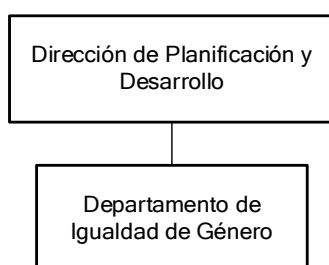 Dirección de Planificación y
Desarrollo
Departamento de
Igualdad de Género